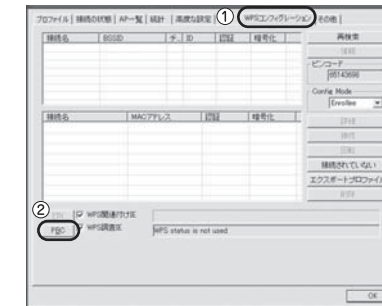 プロファイル 接続の状態 AP一覧 統計 高度な設定 ① WPSコンフィグレーション その他
接続名 BSSID チ.. ID 認証 暗号化
再検索
ピンコード
Config Mode
Enrollee
接続名 MACアドレス 認証 暗号化
接続されていない
エクスポートプロファイル
②
WPS関連付けIE
PBC WPS調査IE WPS status is not used
OK